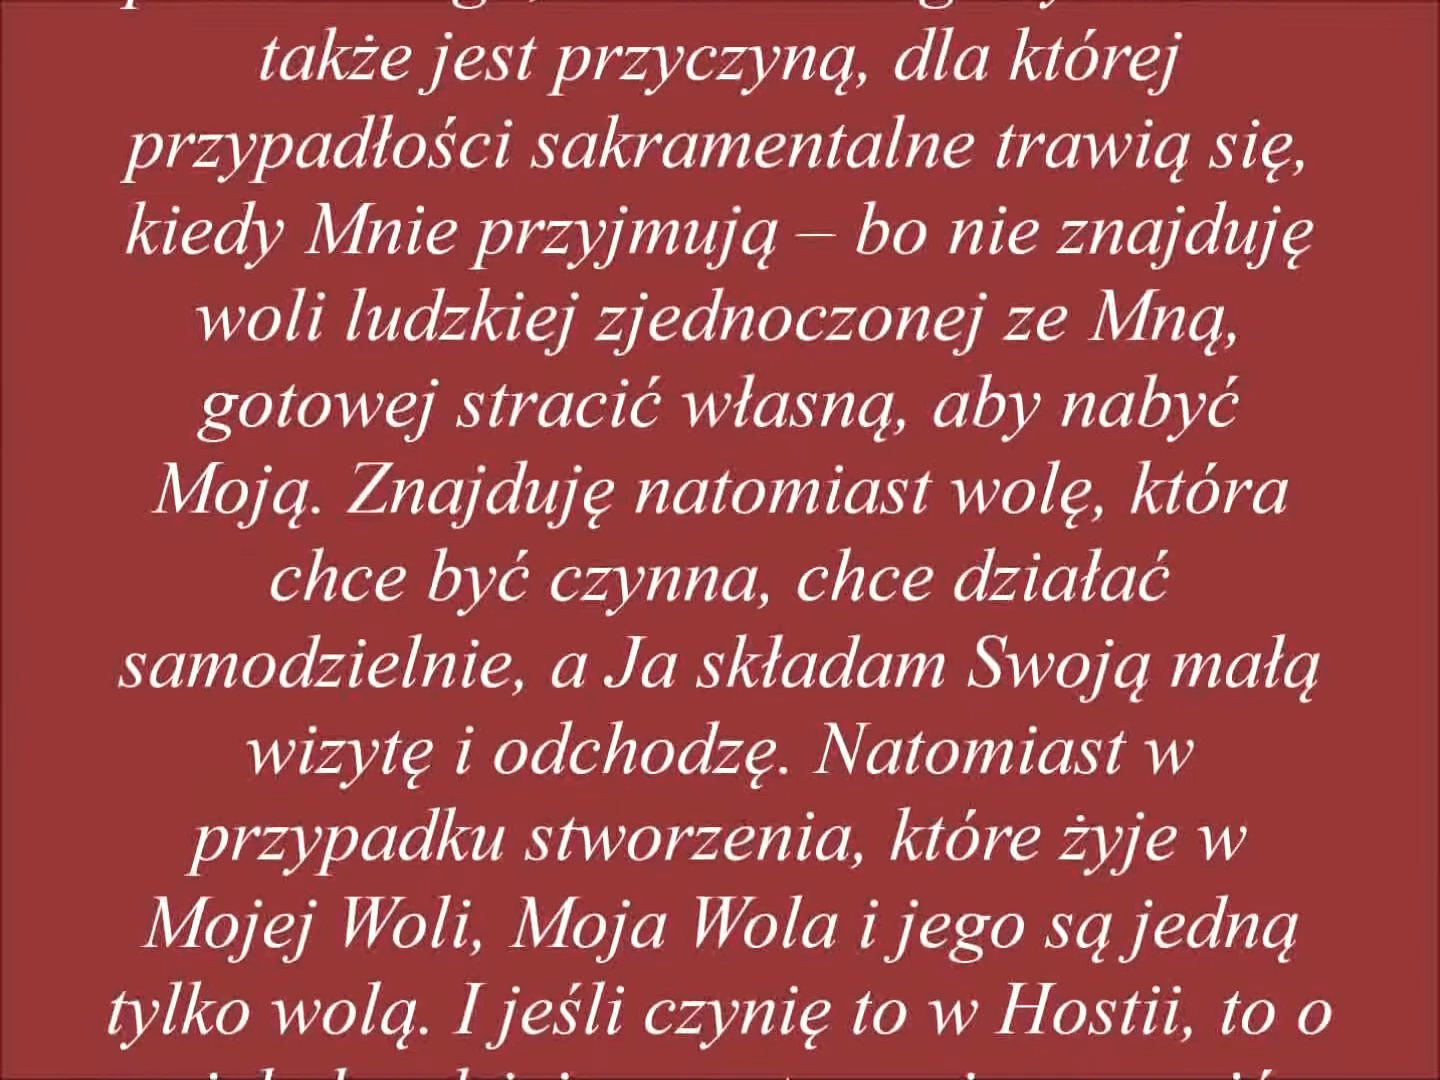 także jest przyczyną, dla której
przypadłości sakramentalne trawią się,
kiedy Mnie przyjmują – bo nie znajduję
woli ludzkiej zjednoczonej ze Mną,
gotowej stracić własną, aby nabyć
Moją. Znajduję natomiast wolę, która
chce być czynna, chce działać
samodzielnie, a Ja składam Swoją małą
wizytę i odchodzę. Natomiast w
przypadku stworzenia, które żyje w
Mojej Woli, Moja Wola i jego są jedną
tylko wolą. I jeśli czynię to w Hostii, to o